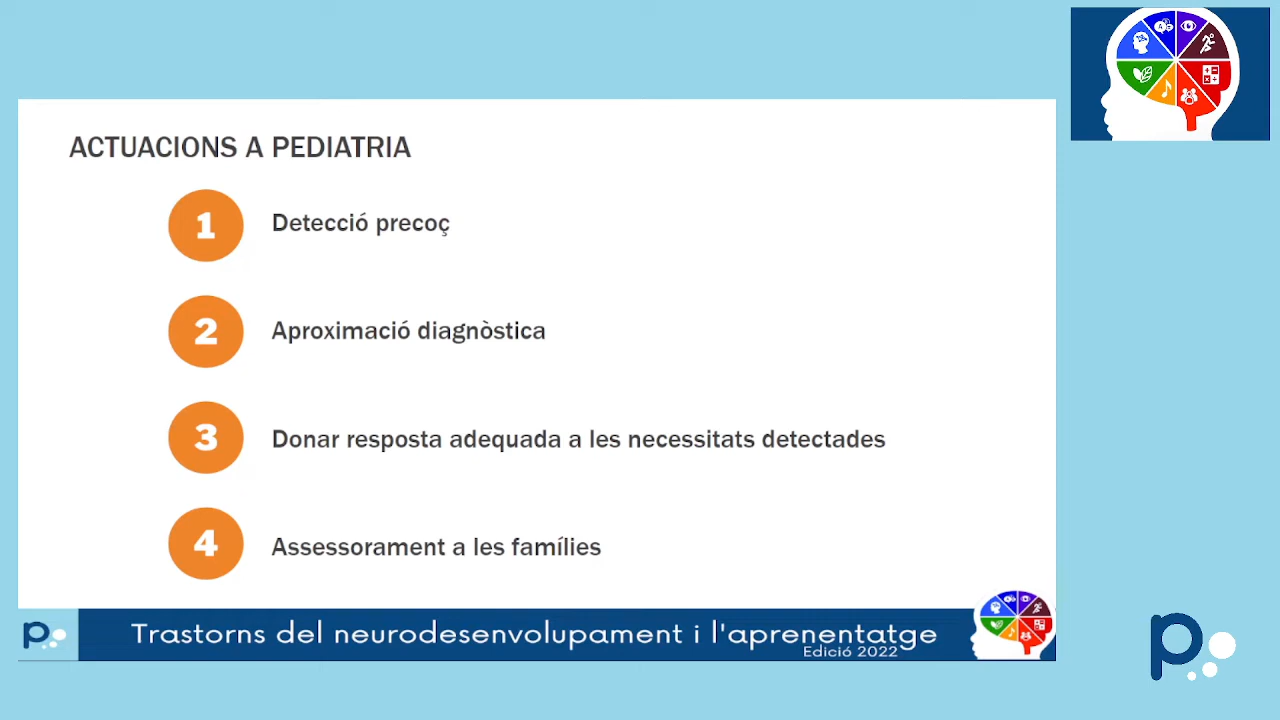 ACTUACIONS A PEDIATRIA
1 Detecció precoç
2 Aproximació diagnòstica
3 Donar resposta adequada a les necessitats detectades
4 Assessorament a les famílies
p. Trastorns del neurodesenvolupament i l'aprenentatge
Edició 2022
p